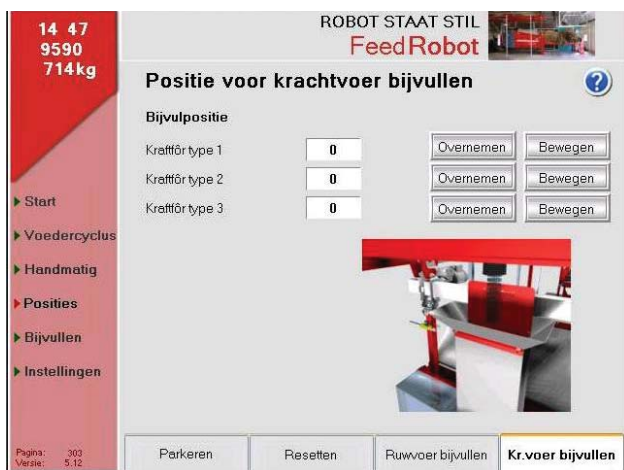 14 47
9590
714kg
ROBOT STAAT STIL
FeedRobot
Positie voor krachtvoer bijvullen
?
Bijvulpositie
Kraftfôr type 1 0 Overnemen Bewegen
Kraftfôr type 2 0 Overnemen Bewegen
Kraftfôr type 3 0 Overnemen Bewegen
Start
Voedercyclus
Handmatig
Posities
Bijvullen
Instellingen
Pagina: 303
Versie: 5.12
Parkeren Resetten Ruwvoer bijvullen Kr.voer bijvullen